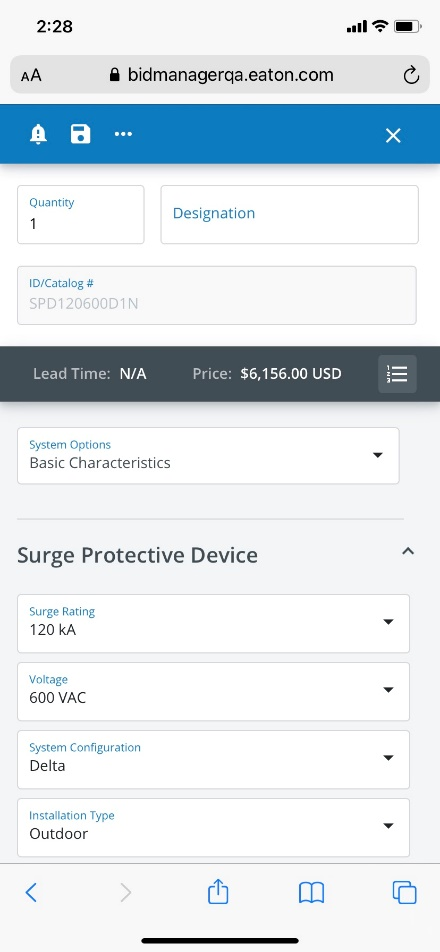 2:28
AA bidmanagerqa.eaton.com
Quantity
1
Designation
ID/Catalog #
SPD120600D1N
Lead Time: N/A Price: $6,156.00 USD
System Options
Basic Characteristics
Surge Protective Device
Surge Rating
120 kA
Voltage
600 VAC
System Configuration
Delta
Installation Type
Outdoor